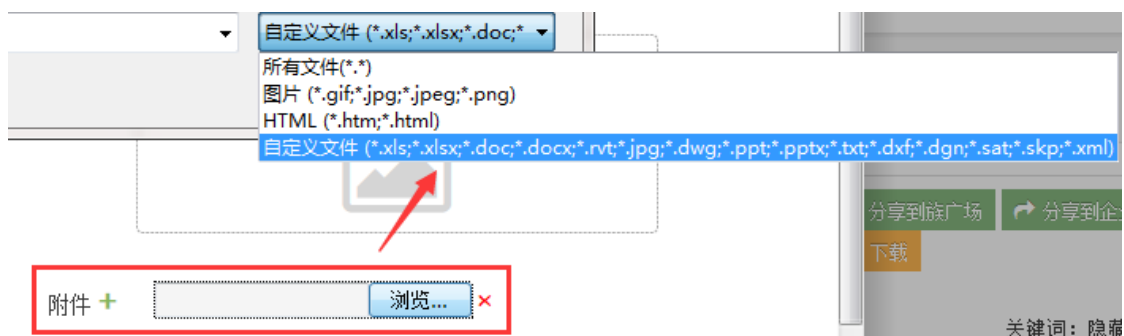 自定义文件 (*.xls;*.xlsx;*.doc;*
所有文件(*.*)
图片 (*.gif;*.jpg;*.jpeg;*.png)
HTML (*.htm;*.html)
自定义文件 (*.xls;*.xlsx;*.doc;*.docx;*.rvt;*.jpg;*.dwg;*.ppt;*.pptx;*.txt;*.dxf;*.dgn;*.sat;*.skp;*.xml)
分享到族广场 分享到企
下载
附件 浏览...
关键词：隐藏